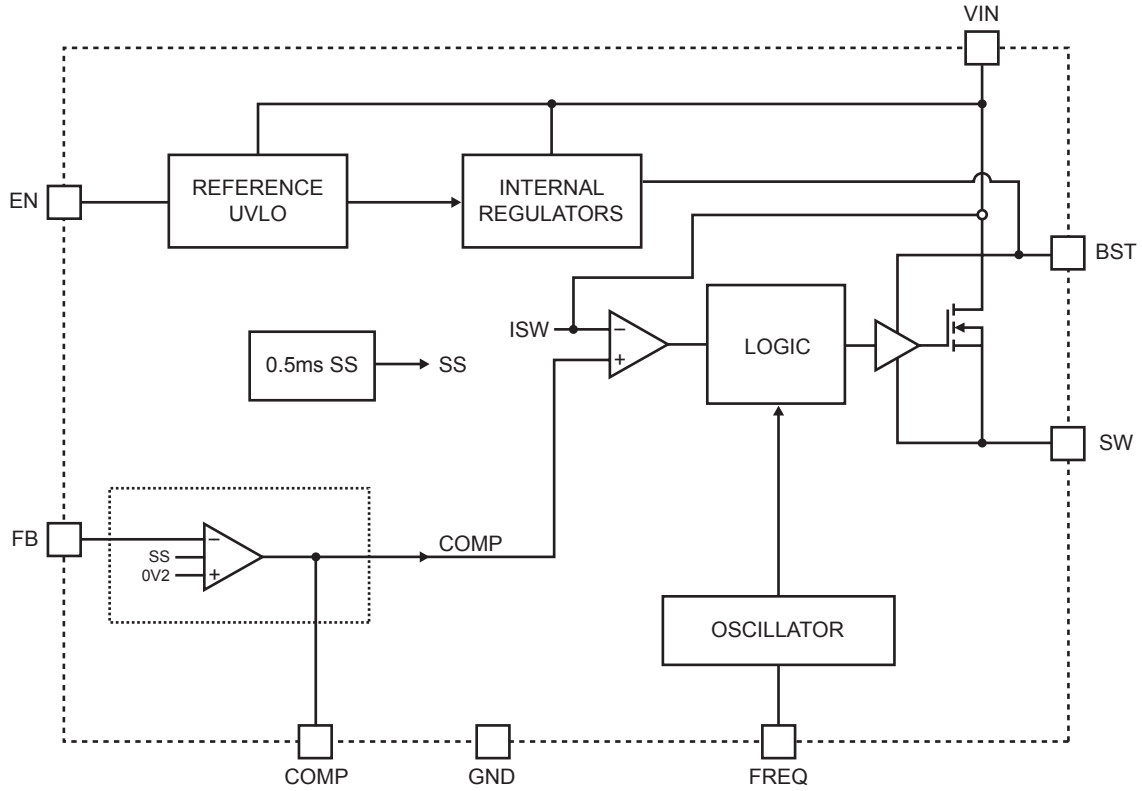 VIN
EN
REFERENCE
UVLO
INTERNAL
REGULATORS
BST
ISW
−
+
LOGIC
0.5ms SS
SS
SW
FB
−
SS
0V2
+
COMP
OSCILLATOR
COMP
GND
FREQ